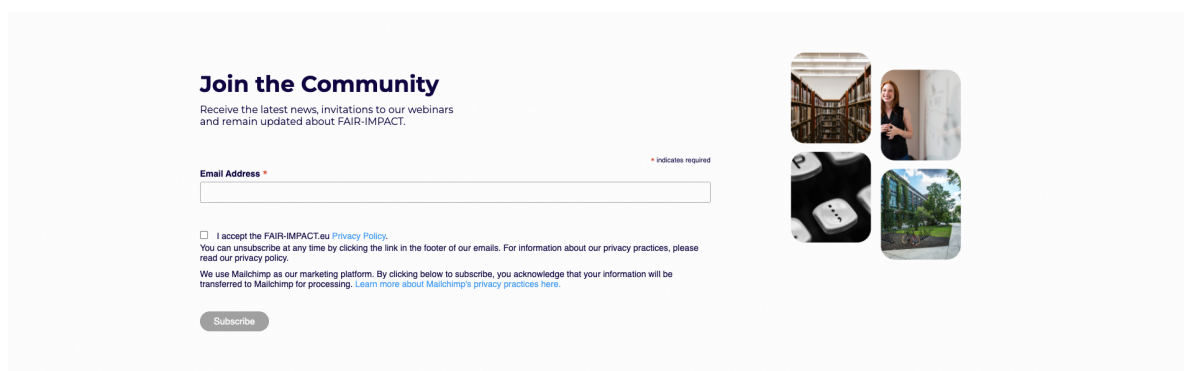 Join the Community
Receive the latest news, invitations to our webinars
and remain updated about FAIR-IMPACT.
* indicates required
Email Address *
I accept the FAIR-IMPACT.eu Privacy Policy.
You can unsubscribe at any time by clicking the link in the footer of our emails. For information about our privacy practices, please
read our privacy policy.
We use Mailchimp as our marketing platform. By clicking below to subscribe, you acknowledge that your information will be
transferred to Mailchimp for processing. Learn more about Mailchimp's privacy practices here.
Subscribe
P